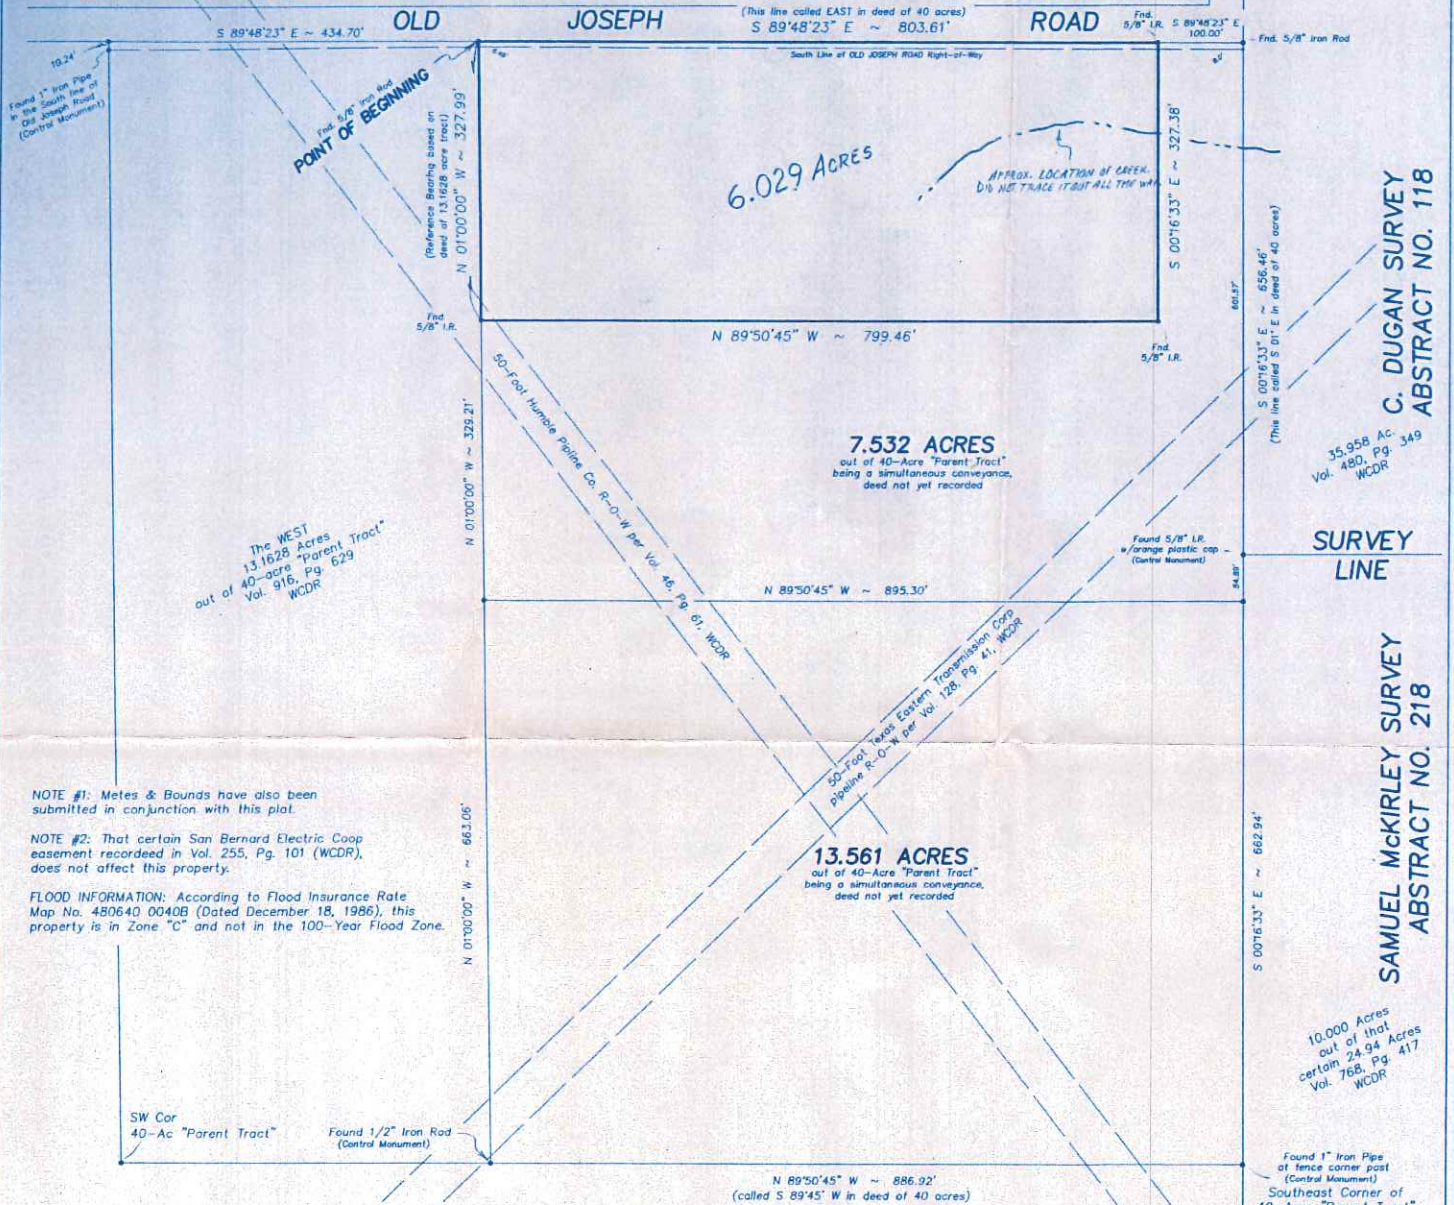 (This line called EAST in deed of 40 acres)
S 89°48'23" E ~ 434.70'
OLD JOSEPH ROAD
S 89°48'23" E ~ 803.61'
Fnd.
5/8" I.R.
S 89°48'23" E
100.00'
Fnd. 5/8" Iron Rod
South Line of OLD JOSEPH ROAD Right-of-Way
19.24'
Found 1" Iron Pipe
in the South line of
Old Joseph Road
(Control Monument)
Fnd. 5/8" Iron Rod
POINT OF BEGINNING
(Reference Bearing based on
deed of 13.1628 acre tract)
N 01°00'00" W ~ 327.99'
6.029 ACRES
APPROX. LOCATION OF CREEK.
DID NOT TRACE IT OUT ALL THE WAY.
S 00°16'33" E ~ 327.38'
Fnd.
5/8" I.R.
N 89°50'45" W ~ 799.46'
Fnd.
5/8" I.R.
601.57'
S 00°16'33" E ~ 656.46'
(This line called S 01° E in deed of 40 acres)
C. DUGAN SURVEY
ABSTRACT NO. 118
35.958 Ac.
Vol. 480, Pg. 349
WCDR
50-Foot Humble Pipline Co. R-O-W per Vol. 46, Pg. 61, WCDR
N 01°00'00" W ~ 329.21'
7.532 ACRES
out of 40-Acre "Parent Tract"
being a simultaneous conveyance,
deed not yet recorded
The WEST
13.1628 Acres
out of 40-acre "Parent Tract"
Vol. 916, Pg. 629
WCDR
Found 5/8" I.R.
w/orange plastic cap
(Control Monument)
54.89'
SURVEY
LINE
N 89°50'45" W ~ 895.30'
50-Foot Texas Eastern Transmission Corp
pipeline R-O-W per Vol. 128, Pg. 41, WCDR
SAMUEL McKIRLEY SURVEY
ABSTRACT NO. 218
NOTE #1: Metes & Bounds have also been
submitted in conjunction with this plat.
NOTE #2: That certain San Bernard Electric Coop
easement recordeed in Vol. 255, Pg. 101 (WCDR),
does not affect this property.
FLOOD INFORMATION: According to Flood Insurance Rate
Map No. 480640 0040B (Dated December 18, 1986), this
property is in Zone "C" and not in the 100-Year Flood Zone.
N 01°00'00" W ~ 663.06'
13.561 ACRES
out of 40-Acre "Parent Tract"
being a simultaneous conveyance,
deed not yet recorded
S 00°16'33" E ~ 662.94'
10.000 Acres
out of that
certain 24.94 Acres
Vol. 768, Pg. 417
WCDR
SW Cor
40-Ac "Parent Tract"
Found 1/2" Iron Rod
(Control Monument)
N 89°50'45" W ~ 886.92'
(called S 89°45' W in deed of 40 acres)
Found 1" Iron Pipe
at fence corner post
(Control Monument)
Southeast Corner of